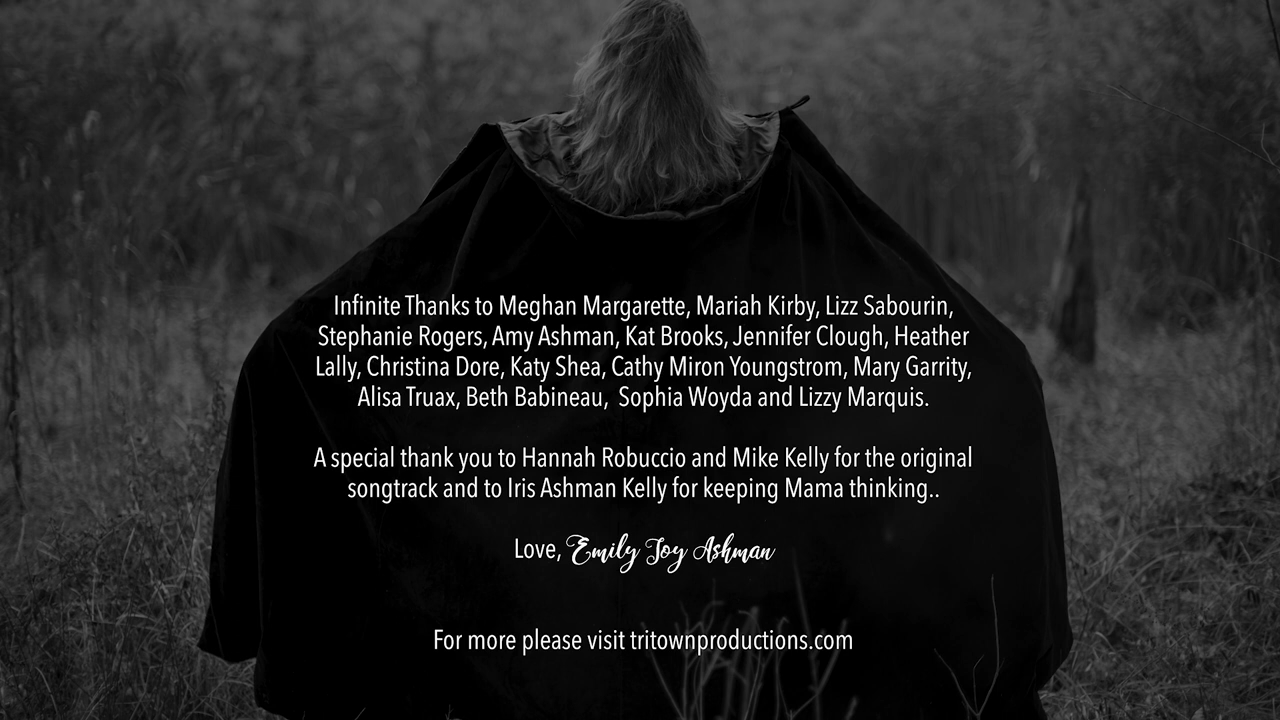 Infinite Thanks to Meghan Margarette, Mariah Kirby, Lizz Sabourin,
Stephanie Rogers, Amy Ashman, Kat Brooks, Jennifer Clough, Heather
Lally, Christina Dore, Katy Shea, Cathy Miron Youngstrom, Mary Garrity,
Alisa Truax, Beth Babineau,  Sophia Woyda and Lizzy Marquis.
A special thank you to Hannah Robuccio and Mike Kelly for the original
songtrack and to Iris Ashman Kelly for keeping Mama thinking..
Love, Emily Joy Ashman
For more please visit tritownproductions.com